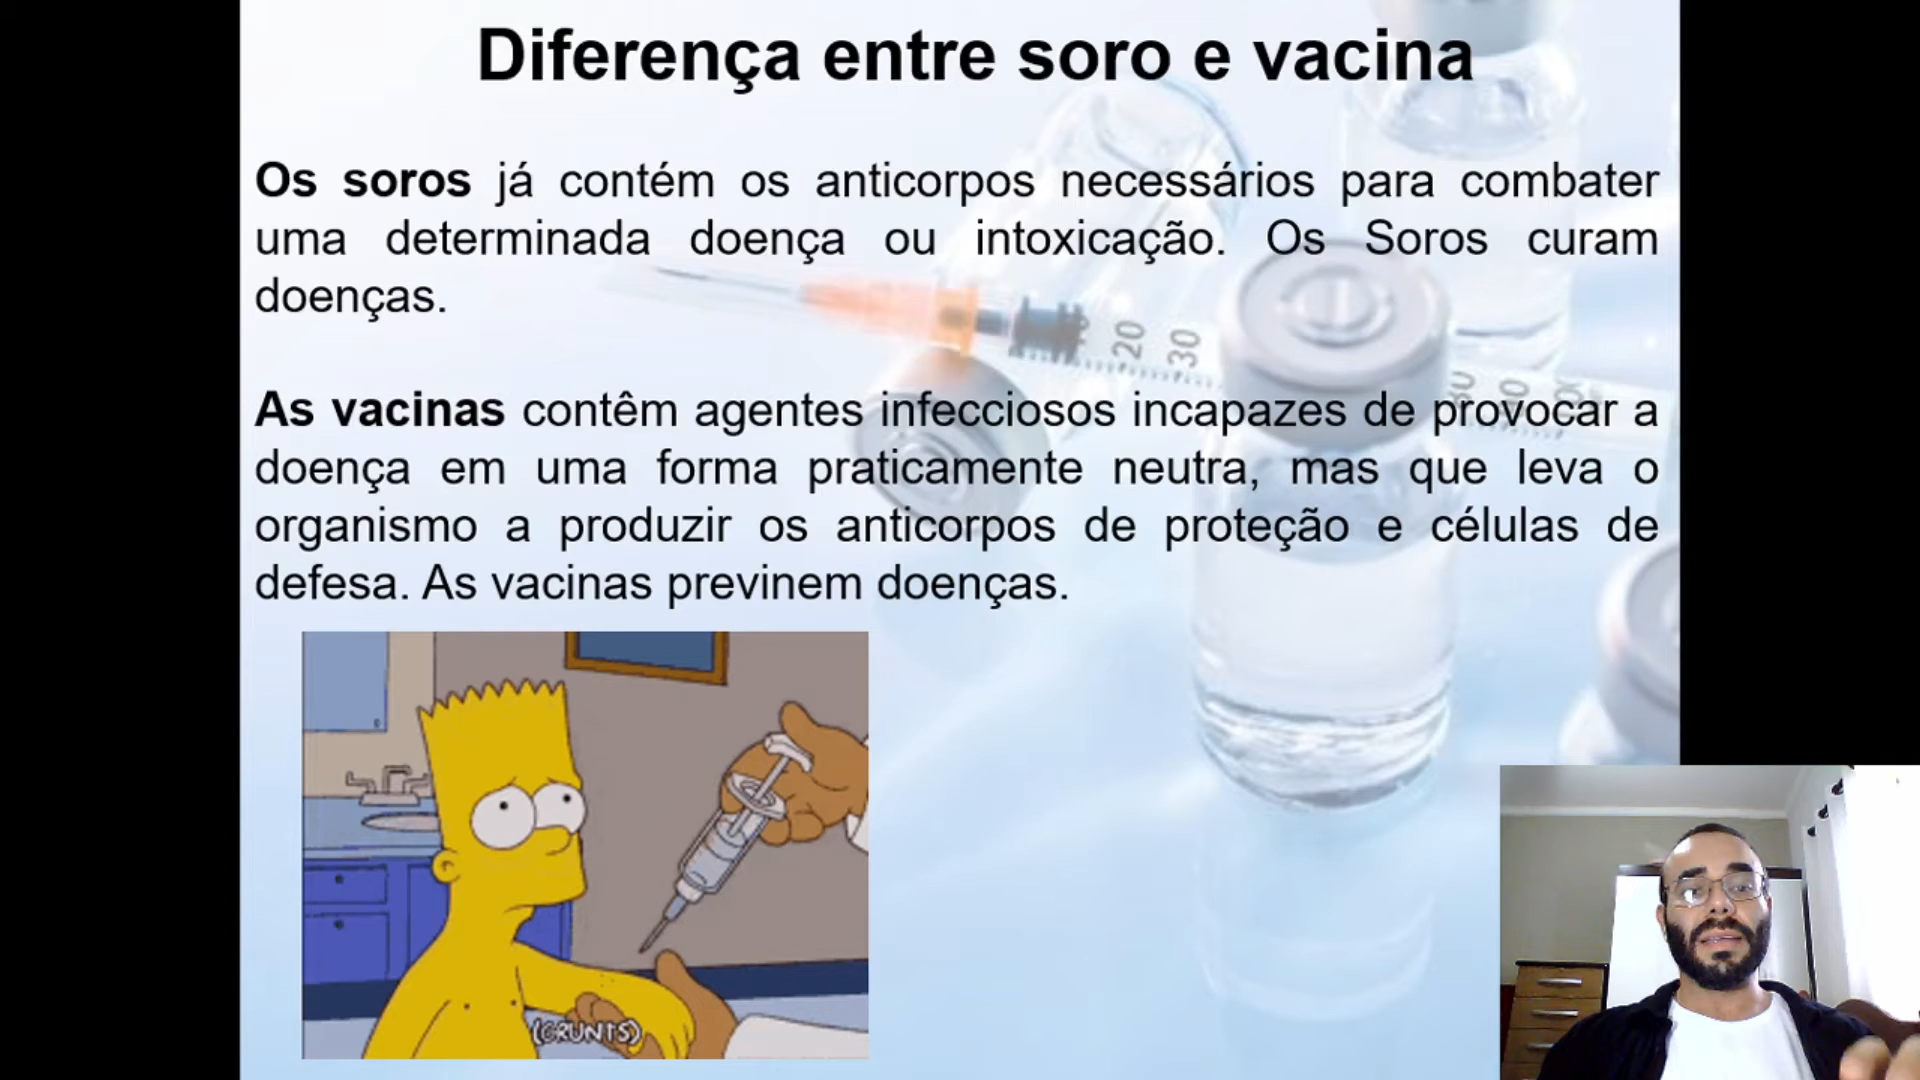 Diferença entre soro e vacina
Os soros já contém os anticorpos necessários para combater
uma determinada doença ou intoxicação. Os Soros curam
doenças.
20
30
As vacinas contêm agentes infecciosos incapazes de provocar a
doença em uma forma praticamente neutra, mas que leva o
organismo a produzir os anticorpos de proteção e células de
defesa. As vacinas previnem doenças.
(GRUNTS)